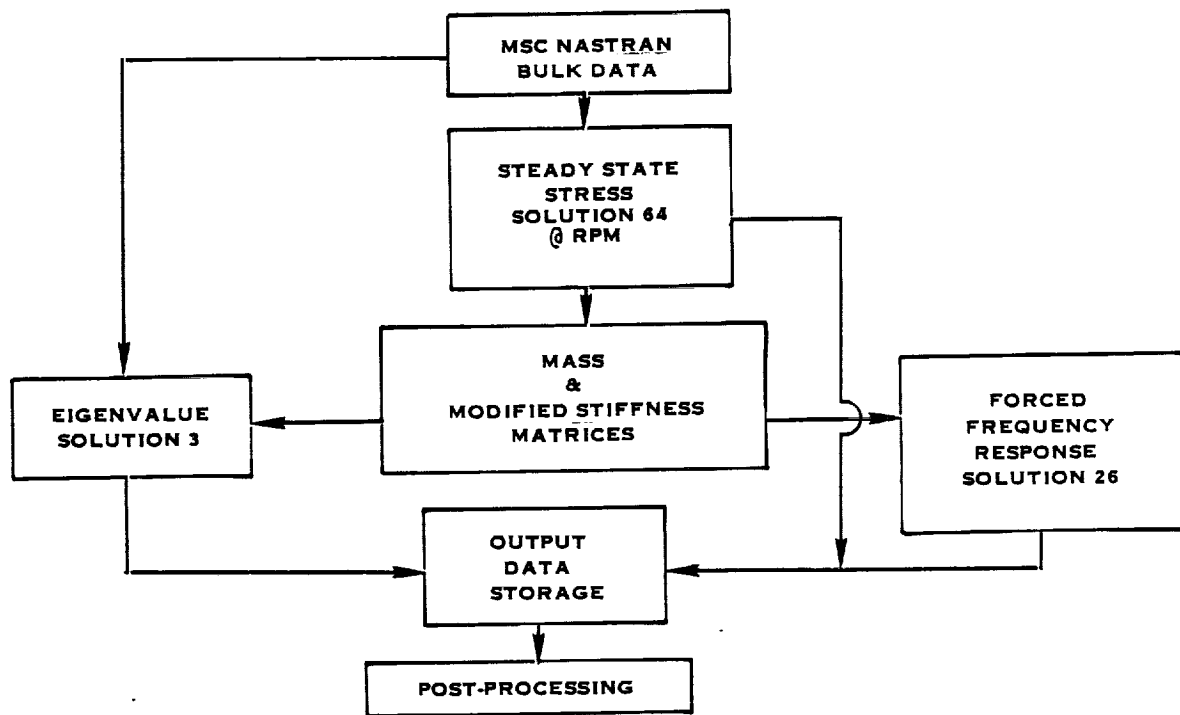 MSC NASTRAN
BULK DATA
STEADY STATE
STRESS
SOLUTION 64
@ RPM
MASS
&
MODIFIED STIFFNESS
MATRICES
EIGENVALUE
SOLUTION 3
FORCED
FREQUENCY
RESPONSE
SOLUTION 26
OUTPUT
DATA
STORAGE
POST-PROCESSING